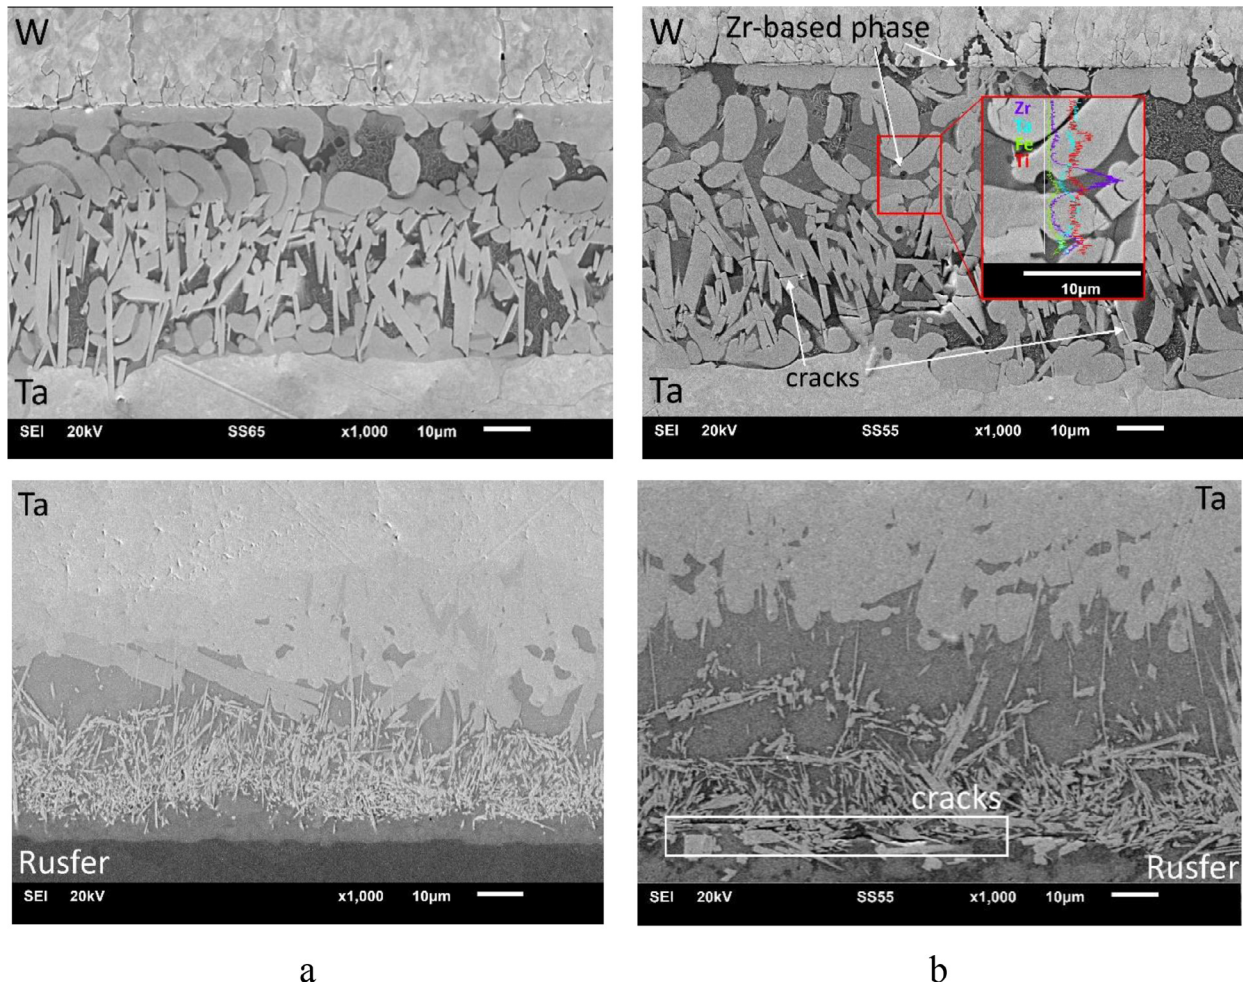 W
Ta
SEI 20kV SS65 x1,000 10µm
W
Zr-based phase
Zr
Ta
Fe
Ti
10µm
cracks
Ta
SEI 20kV SS55 x1,000 10µm
Ta
Rusfer
SEI 20kV x1,000 10µm
Ta
cracks
Rusfer
SEI 20kV SS55 x1,000 10µm
a
b